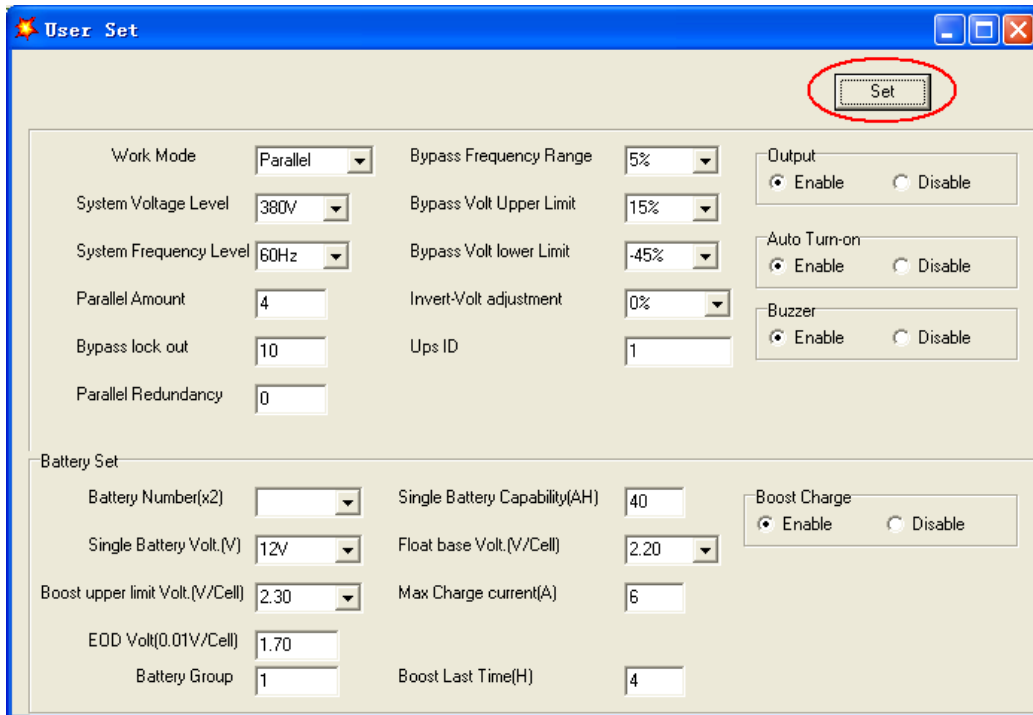 User Set
Set
Work Mode Parallel Bypass Frequency Range 5% Output
Enable Disable
System Voltage Level 380V Bypass Volt Upper Limit 15%
System Frequency Level 60Hz Bypass Volt lower Limit -45% Auto Turn-on
Enable Disable
Parallel Amount 4 Invert-Volt adjustment 0% Buzzer
Enable Disable
Bypass lock out 10 Ups ID 1
Parallel Redundancy 0
Battery Set
Battery Number(x2) Single Battery Capability(AH) 40 Boost Charge
Enable Disable
Single Battery Volt.(V) 12V Float base Volt.(V/Cell) 2.20
Boost upper limit Volt.(V/Cell) 2.30 Max Charge current(A) 6
EOD Volt(0.01V/Cell) 1.70
Battery Group 1 Boost Last Time(H) 4